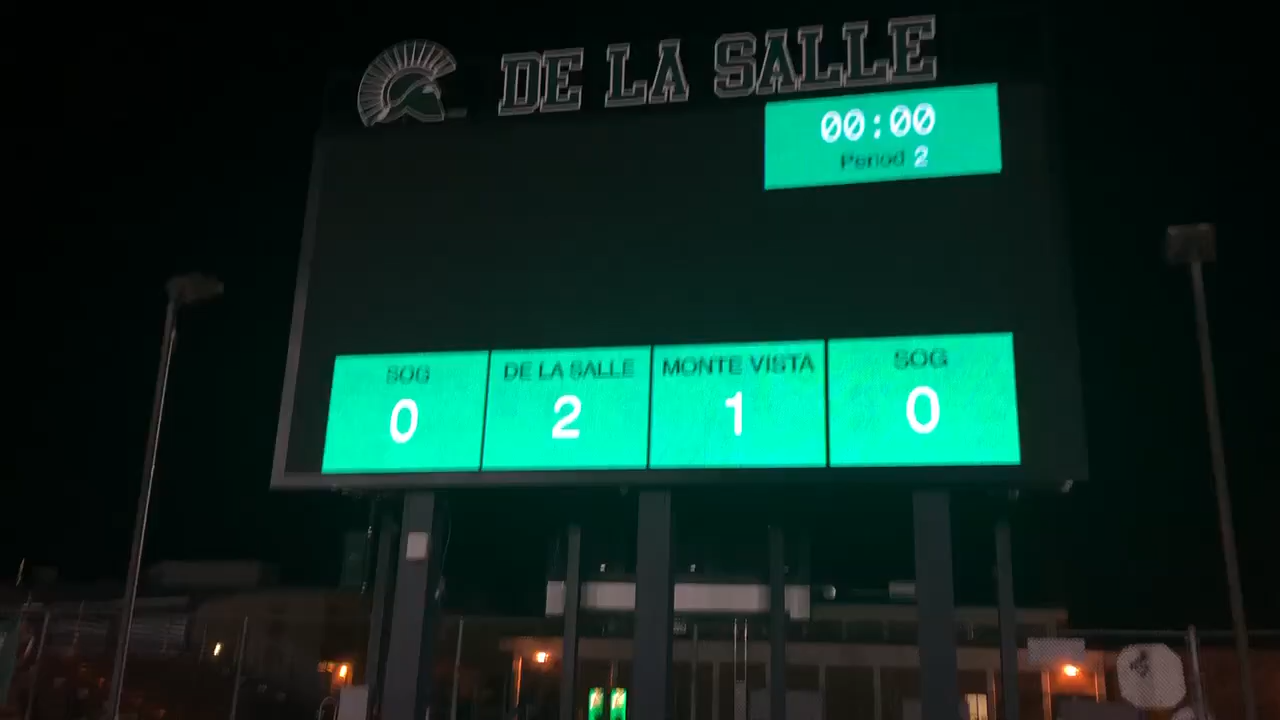 DE LA SALLE
00:00
Period 2
SOG
0
DE LA SALLE
2
MONTE VISTA
1
SOG
0